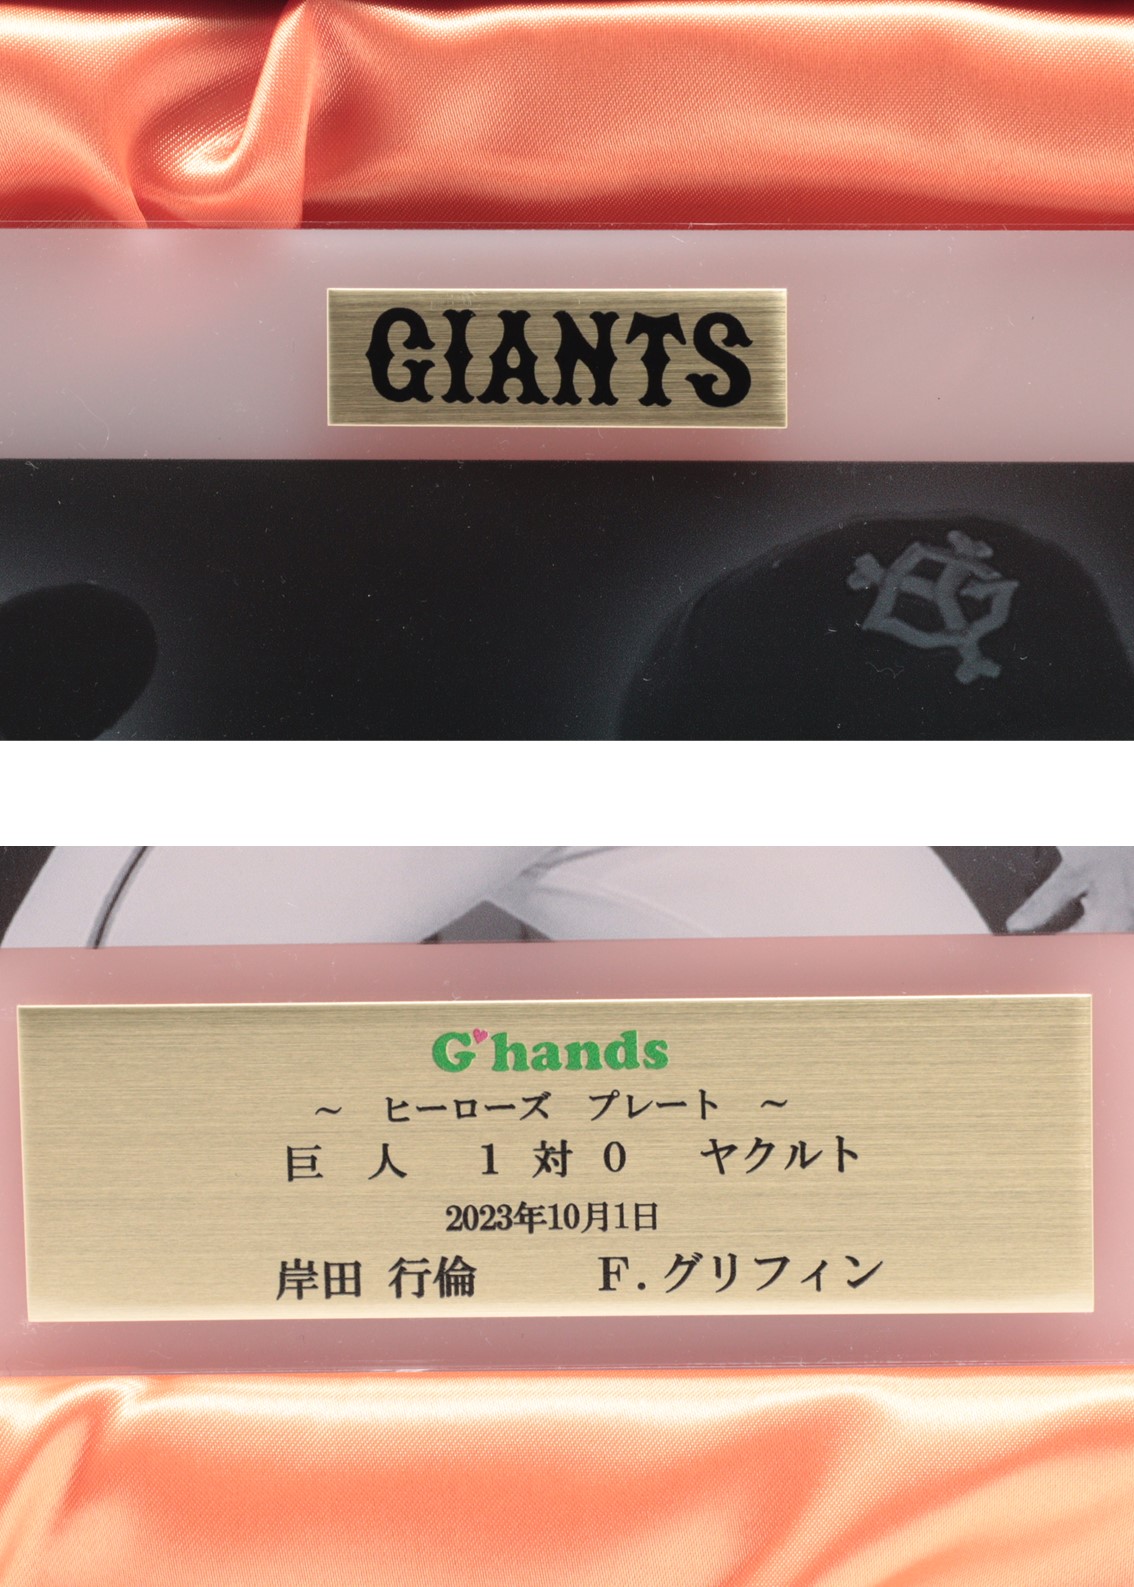 GIANTS
G♥hands
～ ヒーローズ プレート ～
巨 人 1 対 0 ヤクルト
2023年10月1日
岸田 行倫 F.グリフィン